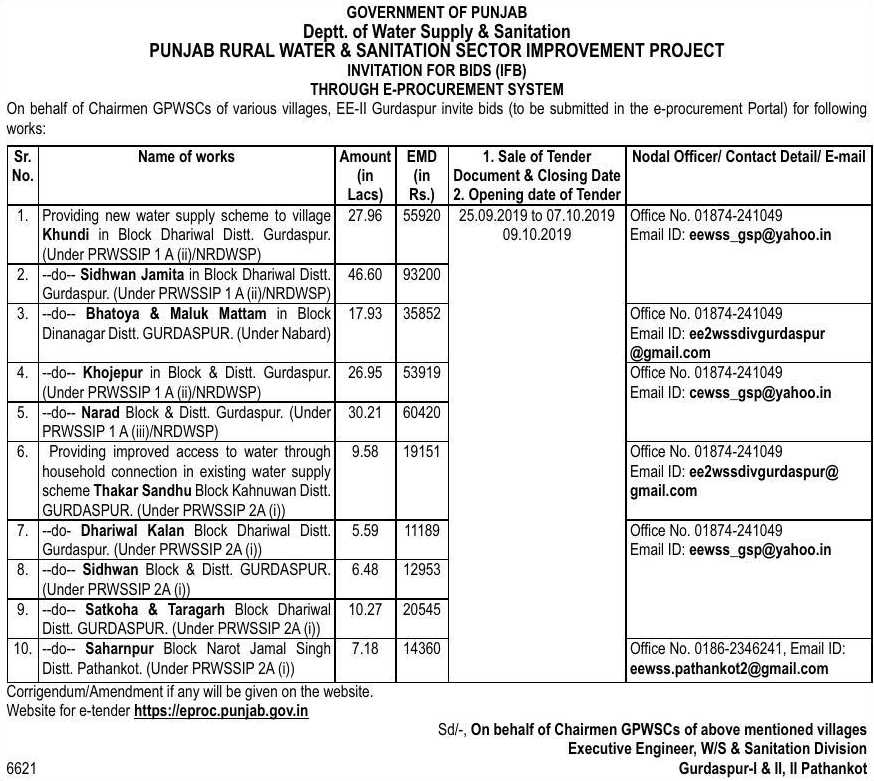 GOVERNMENT OF PUNJAB
Deptt. of Water Supply & Sanitation
PUNJAB RURAL WATER & SANITATION SECTOR IMPROVEMENT PROJECT
INVITATION FOR BIDS (IFB)
THROUGH E-PROCUREMENT SYSTEM
On behalf of Chairmen GPWSCs of various villages, EE-II Gurdaspur invite bids (to be submitted in the e-procurement Portal) for following
works:
Sr. No. | Name of works | Amount (in Lacs) | EMD (in Rs.) | 1. Sale of Tender Document & Closing Date 2. Opening date of Tender | Nodal Officer/ Contact Detail/ E-mail
1. Providing new water supply scheme to village 27.96 55920 25.09.2019 to 07.10.2019 Office No. 01874-241049
Khundi in Block Dhariwal Distt. Gurdaspur. 09.10.2019 Email ID: eewss_gsp@yahoo.in
(Under PRWSSIP 1 A (ii)/NRDWSP)
2. --do-- Sidhwan Jamita in Block Dhariwal Distt. 46.60 93200
Gurdaspur. (Under PRWSSIP 1 A (ii)/NRDWSP)
3. --do-- Bhatoya & Maluk Mattam in Block 17.93 35852 Office No. 01874-241049
Dinanagar Distt. GURDASPUR. (Under Nabard) Email ID: ee2wssdivgurdaspur
@gmail.com
4. --do-- Khojepur in Block & Distt. Gurdaspur. 26.95 53919 Office No. 01874-241049
(Under PRWSSIP 1 A (ii)/NRDWSP) Email ID: cewss_gsp@yahoo.in
5. --do-- Narad Block & Distt. Gurdaspur. (Under 30.21 60420
PRWSSIP 1 A (iii)/NRDWSP)
6. Providing improved access to water through 9.58 19151 Office No. 01874-241049
household connection in existing water supply Email ID: ee2wssdivgurdaspur@
scheme Thakar Sandhu Block Kahnuwan Distt. gmail.com
GURDASPUR. (Under PRWSSIP 2A (i))
7. --do- Dhariwal Kalan Block Dhariwal Distt. 5.59 11189 Office No. 01874-241049
Gurdaspur. (Under PRWSSIP 2A (i)) Email ID: eewss_gsp@yahoo.in
8. --do-- Sidhwan Block & Distt. GURDASPUR. 6.48 12953
(Under PRWSSIP 2A (i))
9. --do-- Satkoha & Taragarh Block Dhariwal 10.27 20545
Distt. GURDASPUR. (Under PRWSSIP 2A (i))
10. --do-- Saharnpur Block Narot Jamal Singh 7.18 14360 Office No. 0186-2346241, Email ID:
Distt. Pathankot. (Under PRWSSIP 2A (i)) eewss.pathankot2@gmail.com
Corrigendum/Amendment if any will be given on the website.
Website for e-tender https://eproc.punjab.gov.in
Sd/-, On behalf of Chairmen GPWSCs of above mentioned villages
Executive Engineer, W/S & Sanitation Division
6621 Gurdaspur-I & II, II Pathankot